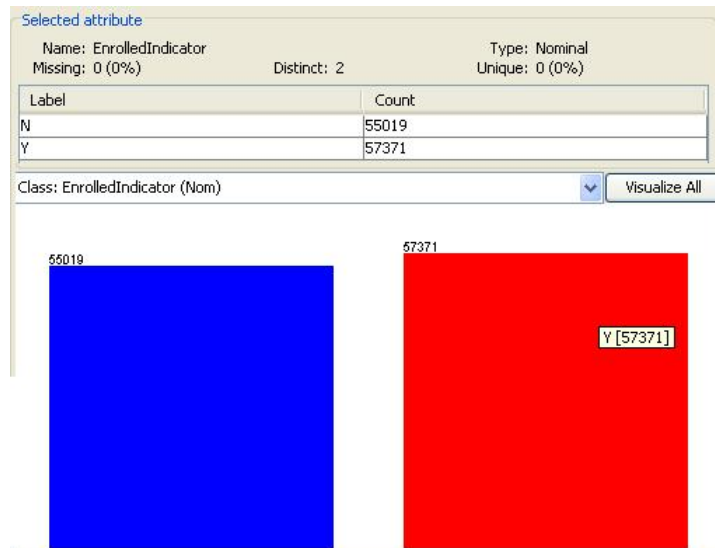 Selected attribute
Name: EnrolledIndicator Type: Nominal
Missing: 0 (0%) Distinct: 2 Unique: 0 (0%)
Label Count
N 55019
Y 57371
Class: EnrolledIndicator (Nom) Visualize All
55019 57371
Y [57371]